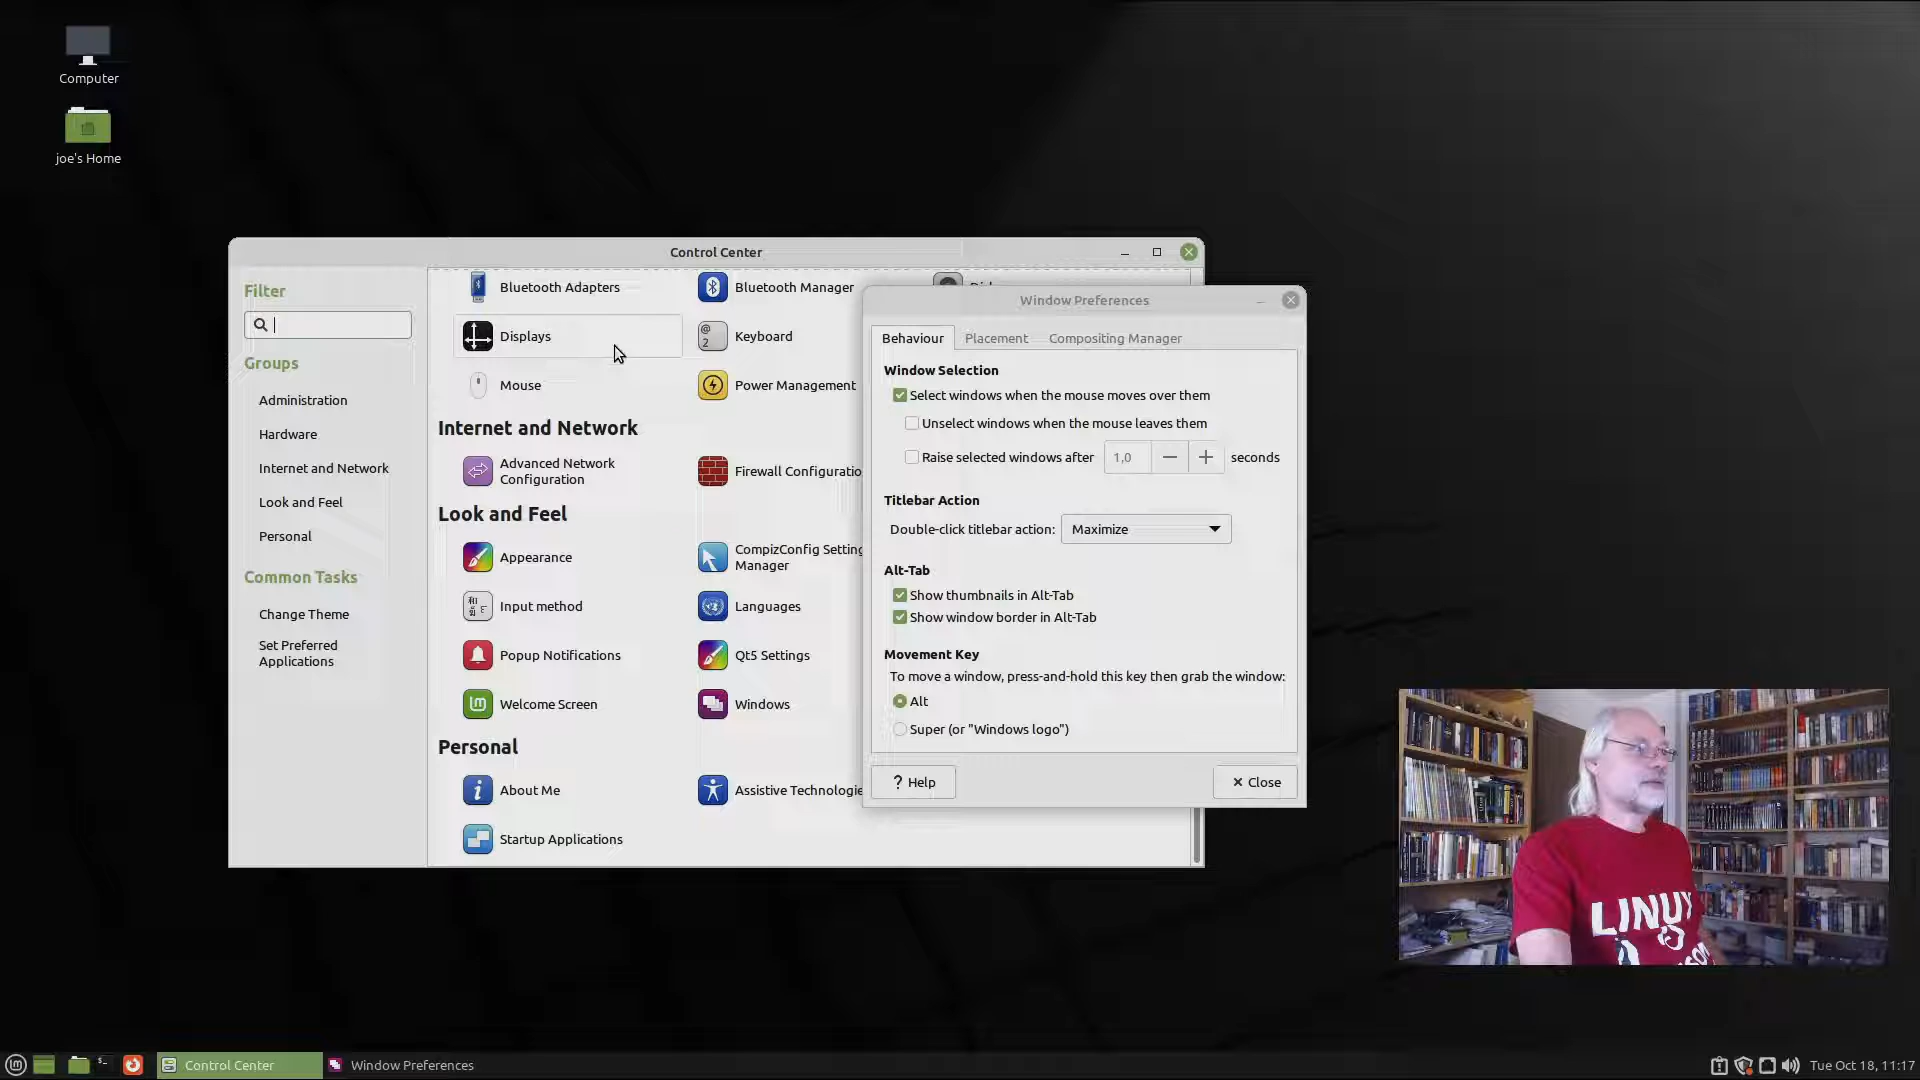 Computer
joe's Home
Control Center
Filter
Groups
Administration
Hardware
Internet and Network
Look and Feel
Personal
Common Tasks
Change Theme
Set Preferred
Applications
Bluetooth Adapters
Bluetooth Manager
Displays
@
2
Keyboard
Mouse
Power Management
Internet and Network
Advanced Network
Configuration
Firewall Configuratio
Look and Feel
Appearance
CompizConfig Setting
Manager
Input method
Languages
Popup Notifications
Qt5 Settings
Welcome Screen
Windows
Personal
About Me
Assistive Technologie
Startup Applications
Window Preferences
Behaviour
Placement
Compositing Manager
Window Selection
Select windows when the mouse moves over them
Unselect windows when the mouse leaves them
Raise selected windows after 1,0 seconds
Titlebar Action
Double-click titlebar action: Maximize
Alt-Tab
Show thumbnails in Alt-Tab
Show window border in Alt-Tab
Movement Key
To move a window, press-and-hold this key then grab the window:
Alt
Super (or "Windows logo")
? Help
Close
LINUX
Control Center
Window Preferences
Tue Oct 18, 11:17